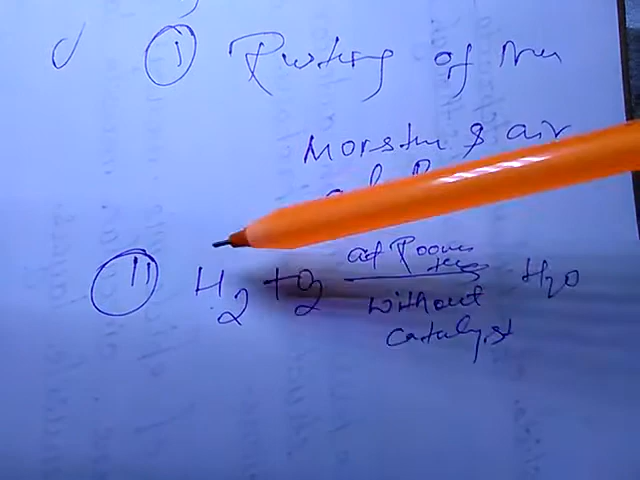 d (i) Rusting of Iron
Moisture & air
(ii) H2 + O2 at Room temp H2O
without
catalyst